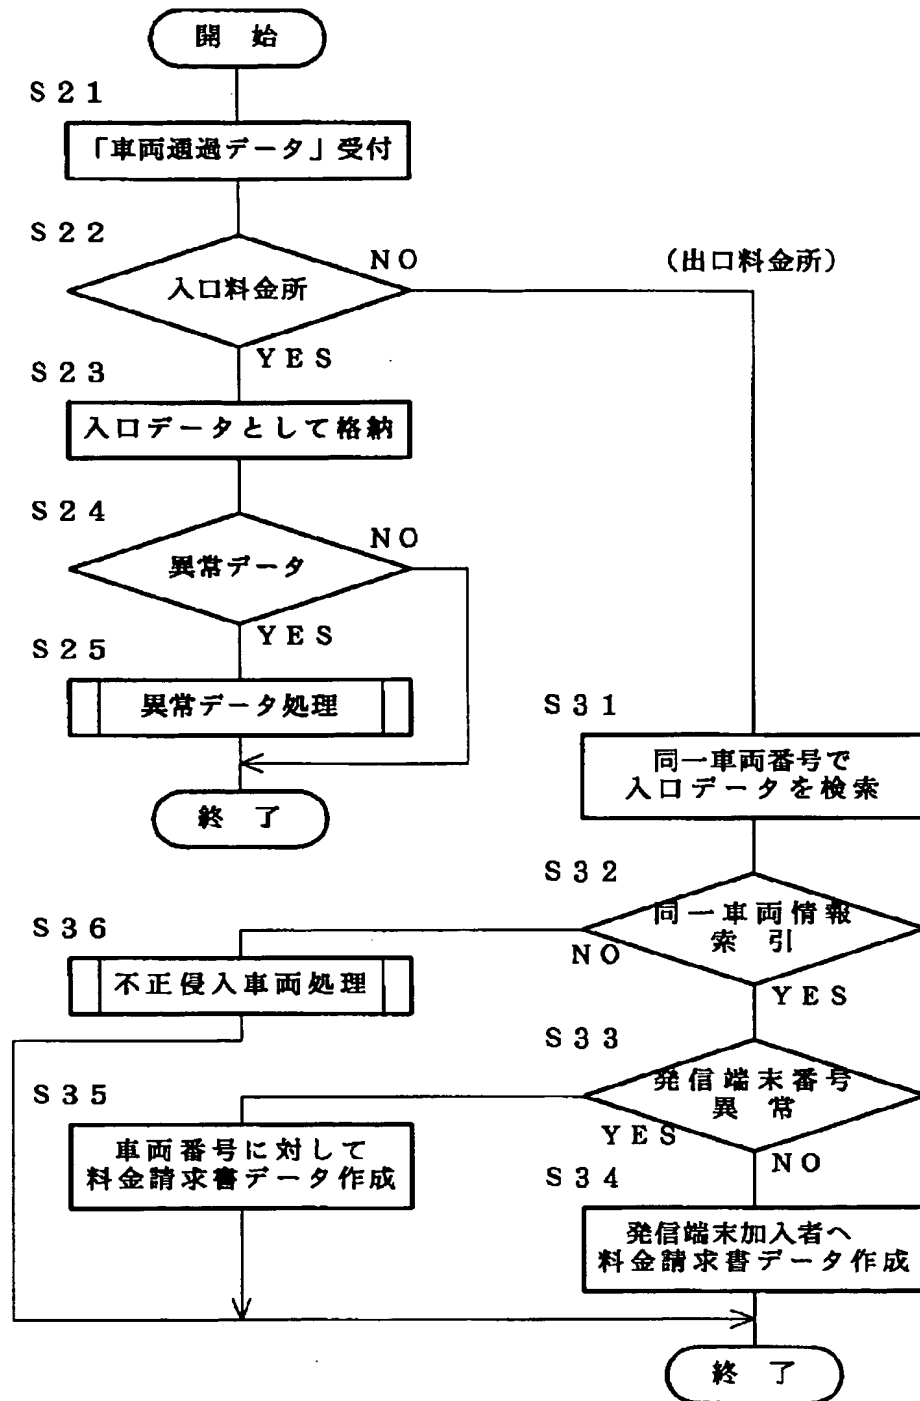 開 始
S21
「車両通過データ」受付
S22
入口料金所
NO
(出口料金所)
YES
S23
入口データとして格納
S24
異常データ
NO
YES
S25
異常データ処理
終 了
S31
同一車両番号で
入口データを検索
S32
同一車両情報
索 引
NO
YES
S36
不正侵入車両処理
S33
発信端末番号
異 常
YES
NO
S35
車両番号に対して
料金請求書データ作成
S34
発信端末加入者へ
料金請求書データ作成
終 了